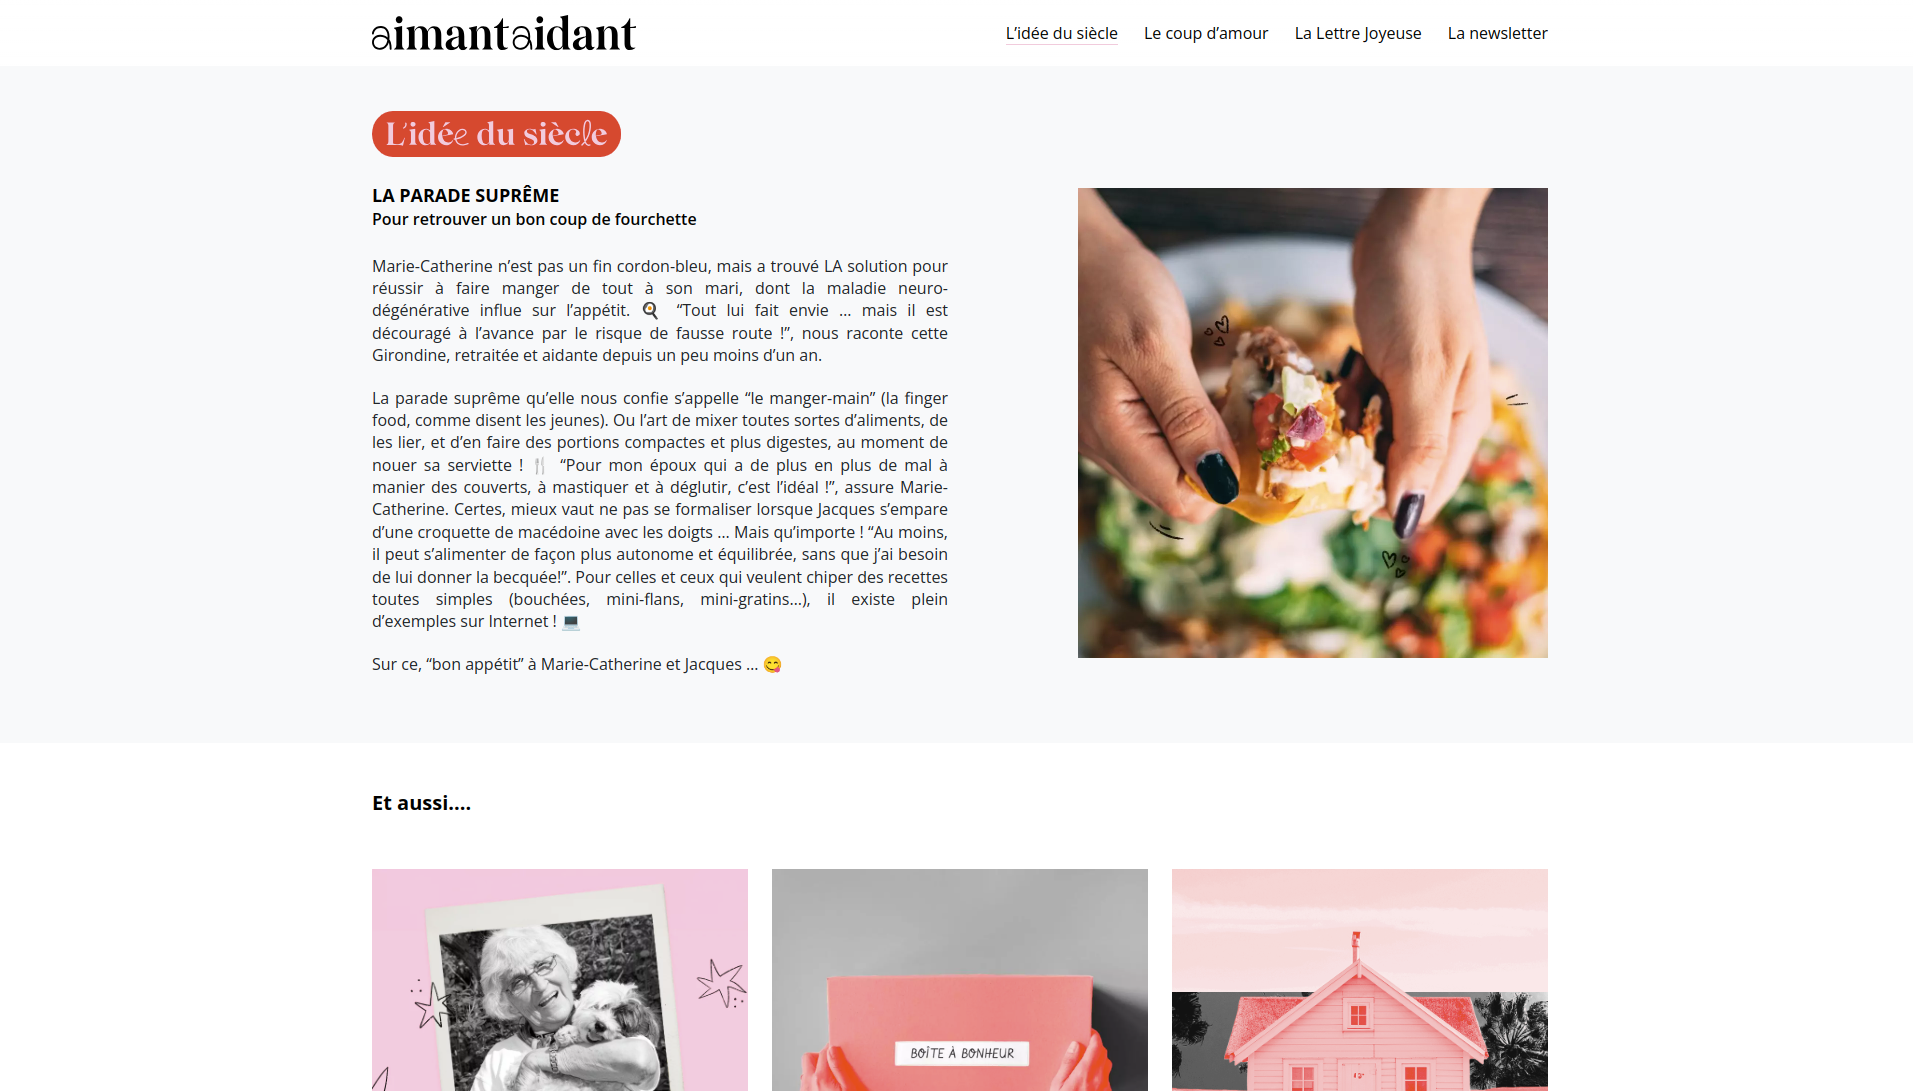 aimantaidant
L’idée du siècle
Le coup d’amour
La Lettre Joyeuse
La newsletter
L’idée du siècle
LA PARADE SUPRÊME
Pour retrouver un bon coup de fourchette
Marie-Catherine n’est pas un fin cordon-bleu, mais a trouvé LA solution pour
réussir à faire manger de tout à son mari, dont la maladie neuro-
dégénérative influe sur l’appétit. 🍳 “Tout lui fait envie … mais il est
découragé à l’avance par le risque de fausse route !”, nous raconte cette
Girondine, retraitée et aidante depuis un peu moins d’un an.
La parade suprême qu’elle nous confie s’appelle “le manger-main” (la finger
food, comme disent les jeunes). Ou l’art de mixer toutes sortes d’aliments, de
les lier, et d’en faire des portions compactes et plus digestes, au moment de
nouer sa serviette ! 🍴 “Pour mon époux qui a de plus en plus de mal à
manier des couverts, à mastiquer et à déglutir, c’est l’idéal !”, assure Marie-
Catherine. Certes, mieux vaut ne pas se formaliser lorsque Jacques s’empare
d’une croquette de macédoine avec les doigts … Mais qu’importe ! “Au moins,
il peut s’alimenter de façon plus autonome et équilibrée, sans que j’ai besoin
de lui donner la becquée!”. Pour celles et ceux qui veulent chiper des recettes
toutes simples (bouchées, mini-flans, mini-gratins…), il existe plein
d’exemples sur Internet ! 💻
Sur ce, “bon appétit” à Marie-Catherine et Jacques … 😋
Et aussi....
BOÎTE À BONHEUR